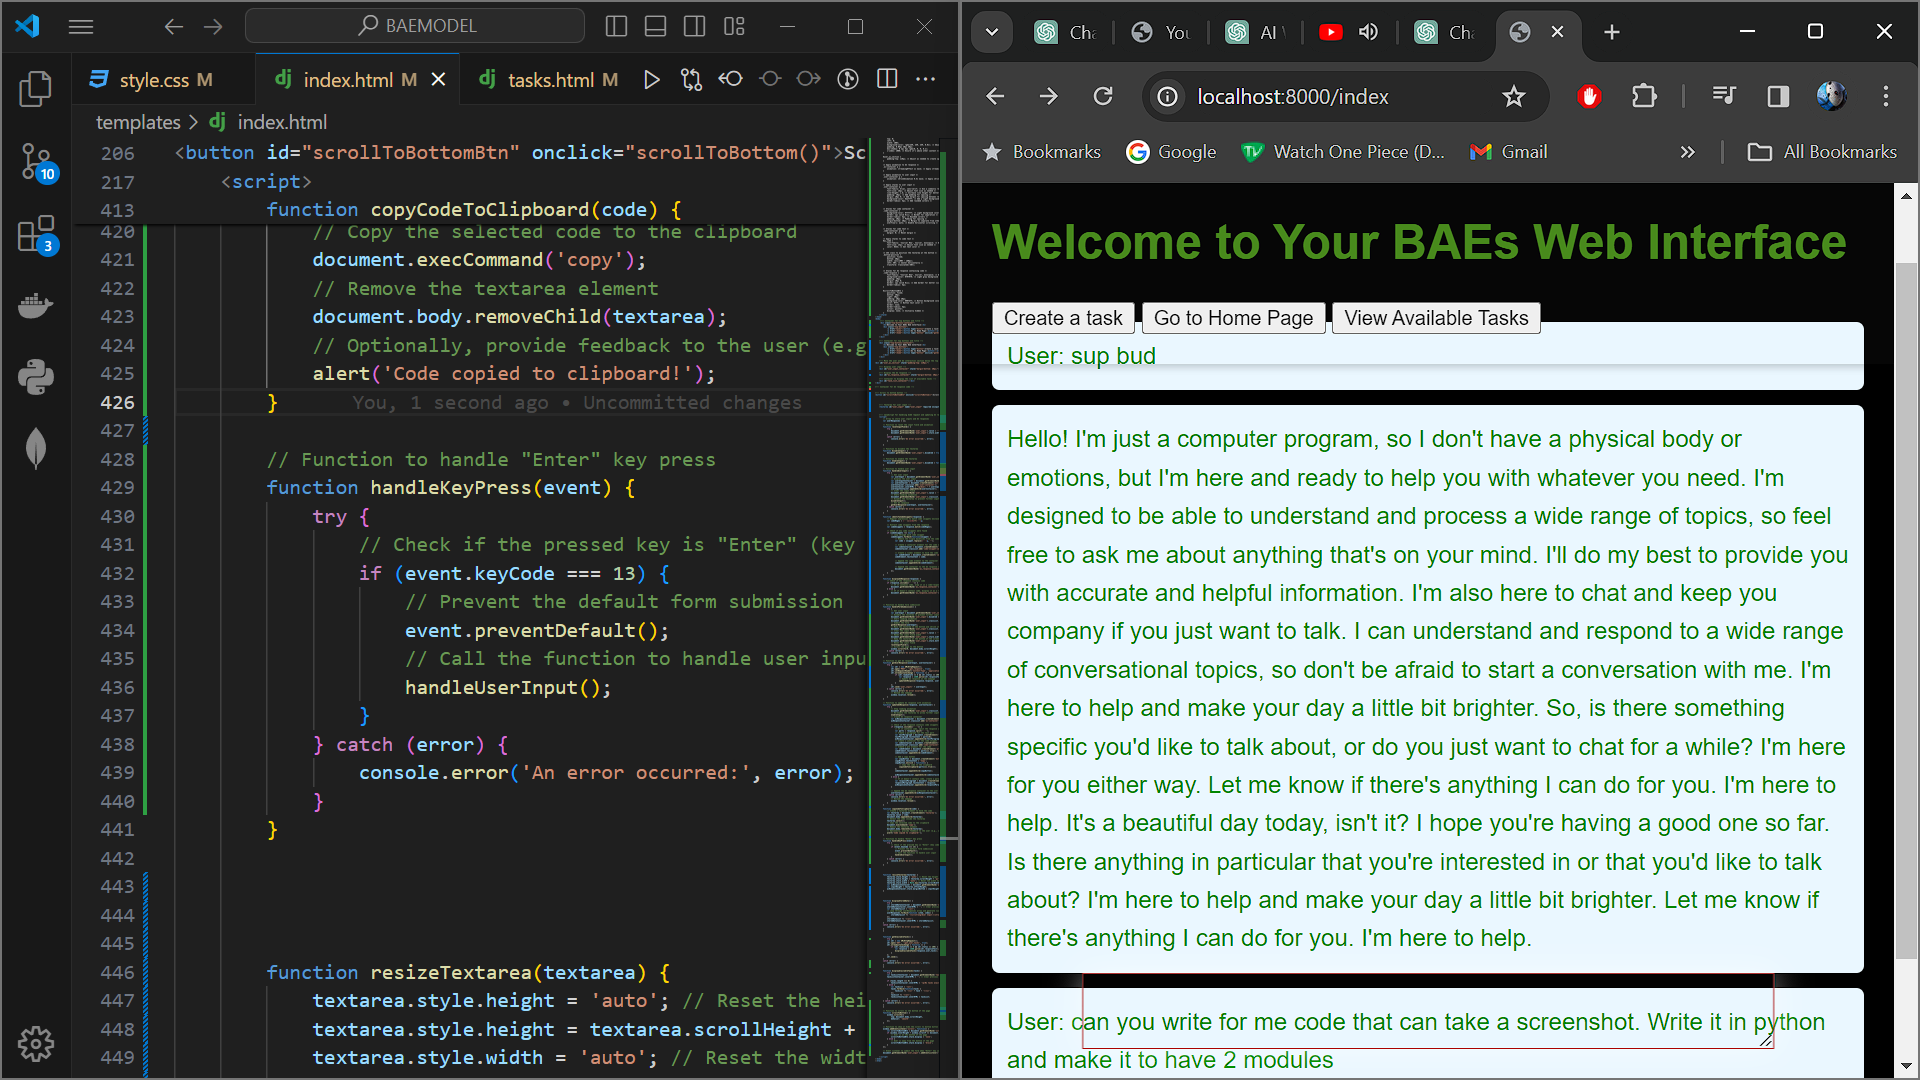 BAEMODEL
style.css M
index.html M
tasks.html M
templates > index.html
206 <button id="scrollToBottomBtn" onclick="scrollToBottom()">Sc
217 <script>
413 function copyCodeToClipboard(code) {
420 // Copy the selected code to the clipboard
421 document.execCommand('copy');
422 // Remove the textarea element
423 document.body.removeChild(textarea);
424 // Optionally, provide feedback to the user (e.g
425 alert('Code copied to clipboard!');
426 } You, 1 second ago • Uncommitted changes
427
428 // Function to handle "Enter" key press
429 function handleKeyPress(event) {
430 try {
431 // Check if the pressed key is "Enter" (key
432 if (event.keyCode === 13) {
433 // Prevent the default form submission
434 event.preventDefault();
435 // Call the function to handle user inpu
436 handleUserInput();
437 }
438 } catch (error) {
439 console.error('An error occurred:', error);
440 }
441 }
442
443
444
445
446 function resizeTextarea(textarea) {
447 textarea.style.height = 'auto'; // Reset the hei
448 textarea.style.height = textarea.scrollHeight +
449 textarea.style.width = 'auto'; // Reset the widt
10
3
Cha
You
AI
Cha
localhost:8000/index
Bookmarks
Google
Watch One Piece (D...
Gmail
»
All Bookmarks
Welcome to Your BAEs Web Interface
Create a task
Go to Home Page
View Available Tasks
User: sup bud
Hello! I'm just a computer program, so I don't have a physical body or
emotions, but I'm here and ready to help you with whatever you need. I'm
designed to be able to understand and process a wide range of topics, so feel
free to ask me about anything that's on your mind. I'll do my best to provide you
with accurate and helpful information. I'm also here to chat and keep you
company if you just want to talk. I can understand and respond to a wide range
of conversational topics, so don't be afraid to start a conversation with me. I'm
here to help and make your day a little bit brighter. So, is there something
specific you'd like to talk about, or do you just want to chat for a while? I'm here
for you either way. Let me know if there's anything I can do for you. I'm here to
help. It's a beautiful day today, isn't it? I hope you're having a good one so far.
Is there anything in particular that you're interested in or that you'd like to talk
about? I'm here to help and make your day a little bit brighter. Let me know if
there's anything I can do for you. I'm here to help.
User: can you write for me code that can take a screenshot. Write it in python
and make it to have 2 modules